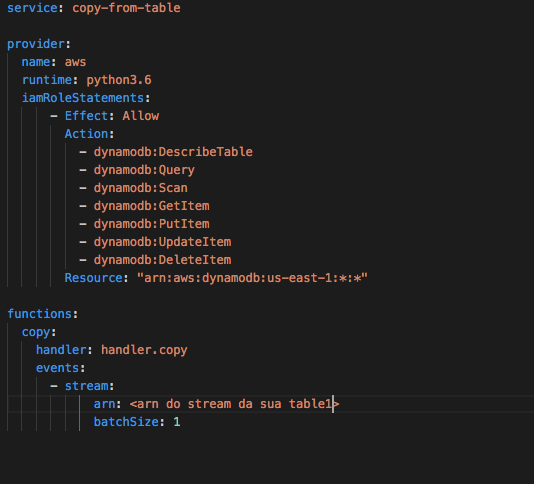 service: copy-from-table
provider:
name: aws
runtime: python3.6
iamRoleStatements:
- Effect: Allow
Action:
- dynamodb:DescribeTable
- dynamodb:Query
- dynamodb:Scan
- dynamodb:GetItem
- dynamodb:PutItem
- dynamodb:UpdateItem
- dynamodb:DeleteItem
Resource: "arn:aws:dynamodb:us-east-1:*:*"
functions:
copy:
handler: handler.copy
events:
- stream:
arn: <arn do stream da sua table1>
batchSize: 1